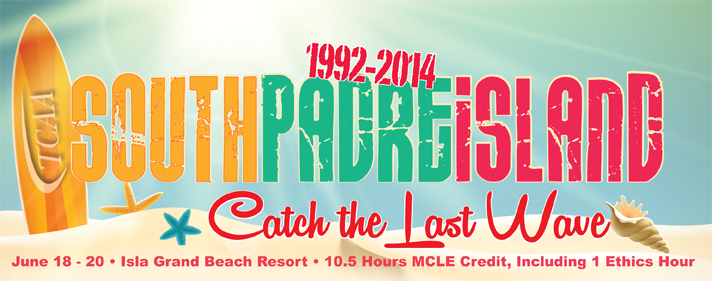 1992-2014
TCAA
SOUTHPADREiSLAND
Catch the Last Wave
June 18 - 20 • Isla Grand Beach Resort • 10.5 Hours MCLE Credit, Including 1 Ethics Hour